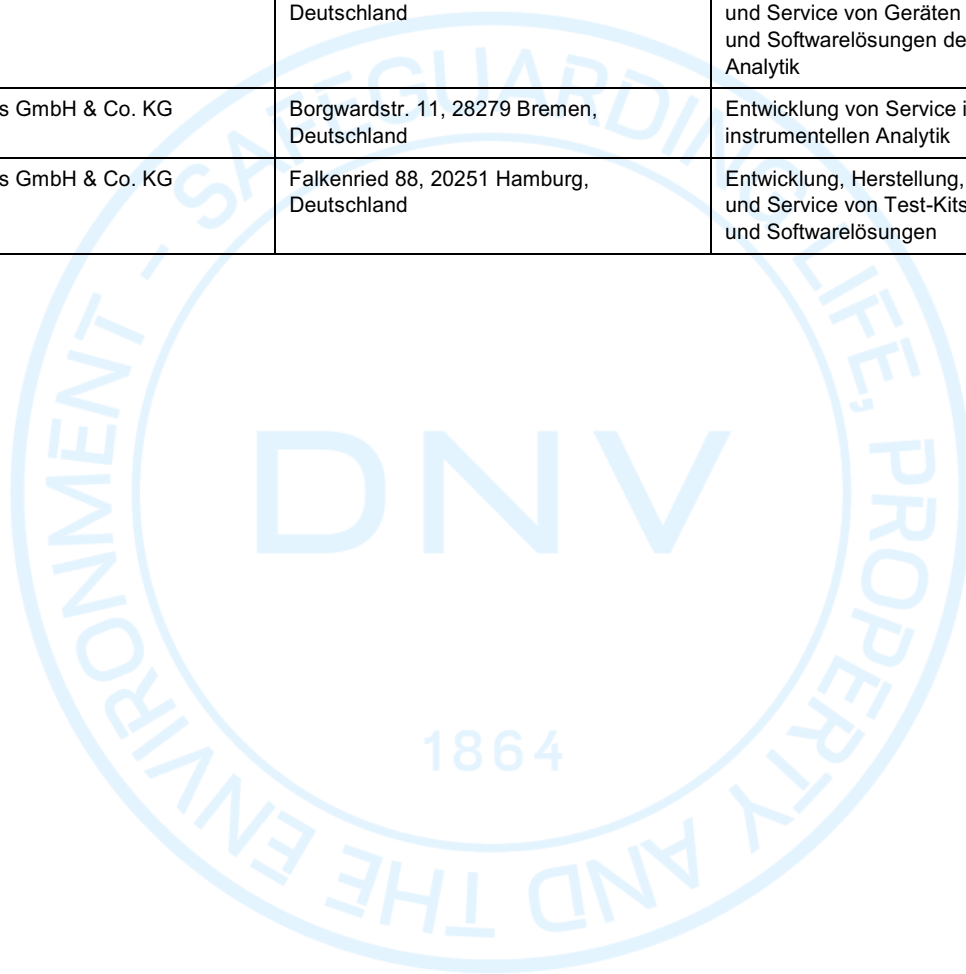 Deutschland
und Service von Geräten
und Softwarelösungen de
Analytik
s GmbH & Co. KG
Borgwardstr. 11, 28279 Bremen,
Deutschland
Entwicklung von Service i
instrumentellen Analytik
s GmbH & Co. KG
Falkenried 88, 20251 Hamburg,
Deutschland
Entwicklung, Herstellung,
und Service von Test-Kits
und Softwarelösungen
SAFEGUARDING LIFE, PROPERTY AND THE ENVIRONMENT -
DNV
1864